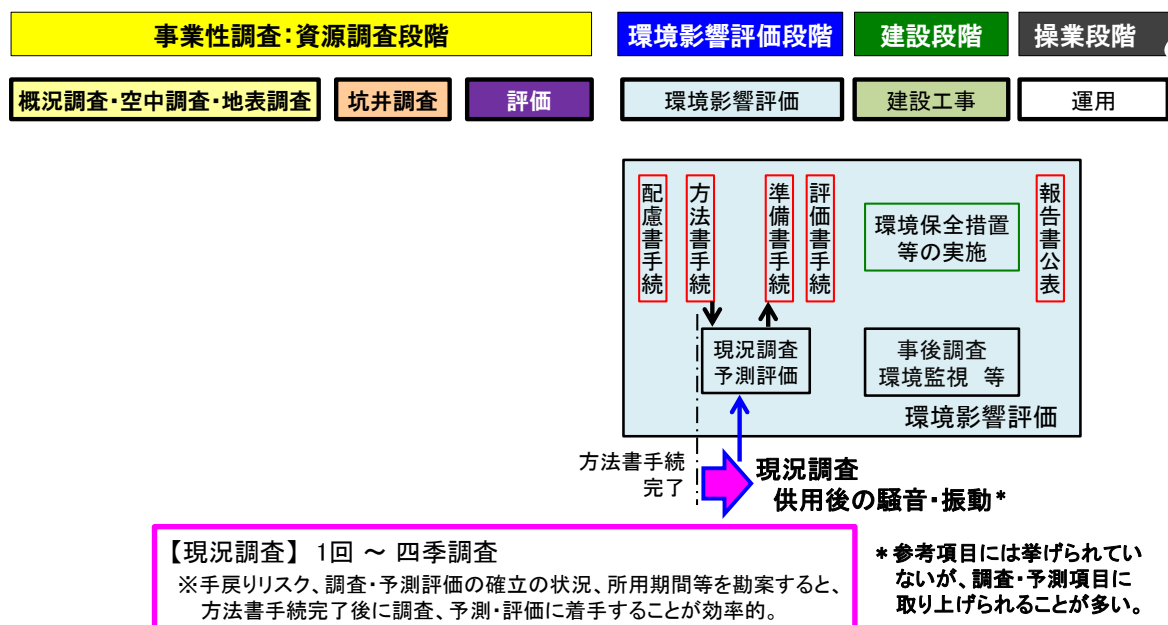 事業性調査:資源調査段階
環境影響評価段階
建設段階
操業段階
概況調査・空中調査・地表調査
坑井調査
評価
環境影響評価
建設工事
運用
配慮書手続
方法書手続
準備書手続
評価書手続
環境保全措置
等の実施
報告書公表
現況調査
予測評価
事後調査
環境監視 等
環境影響評価
方法書手続
完了
現況調査
供用後の騒音・振動*
【現況調査】 1回 ~ 四季調査
※手戻りリスク、調査・予測評価の確立の状況、所用期間等を勘案すると、
方法書手続完了後に調査、予測・評価に着手することが効率的。
*参考項目には挙げられてい
ないが、調査・予測項目に
取り上げられることが多い。